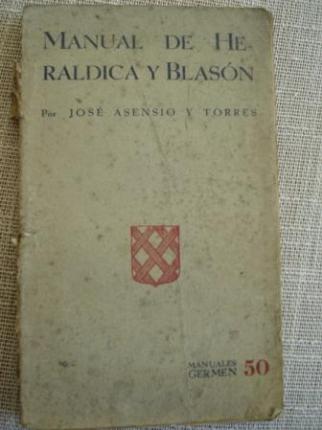 MANUAL DE HE-
RALDICA Y BLASÓN
Por JOSÉ ASENSIO Y TORRES
MANUALES
GERMEN 50